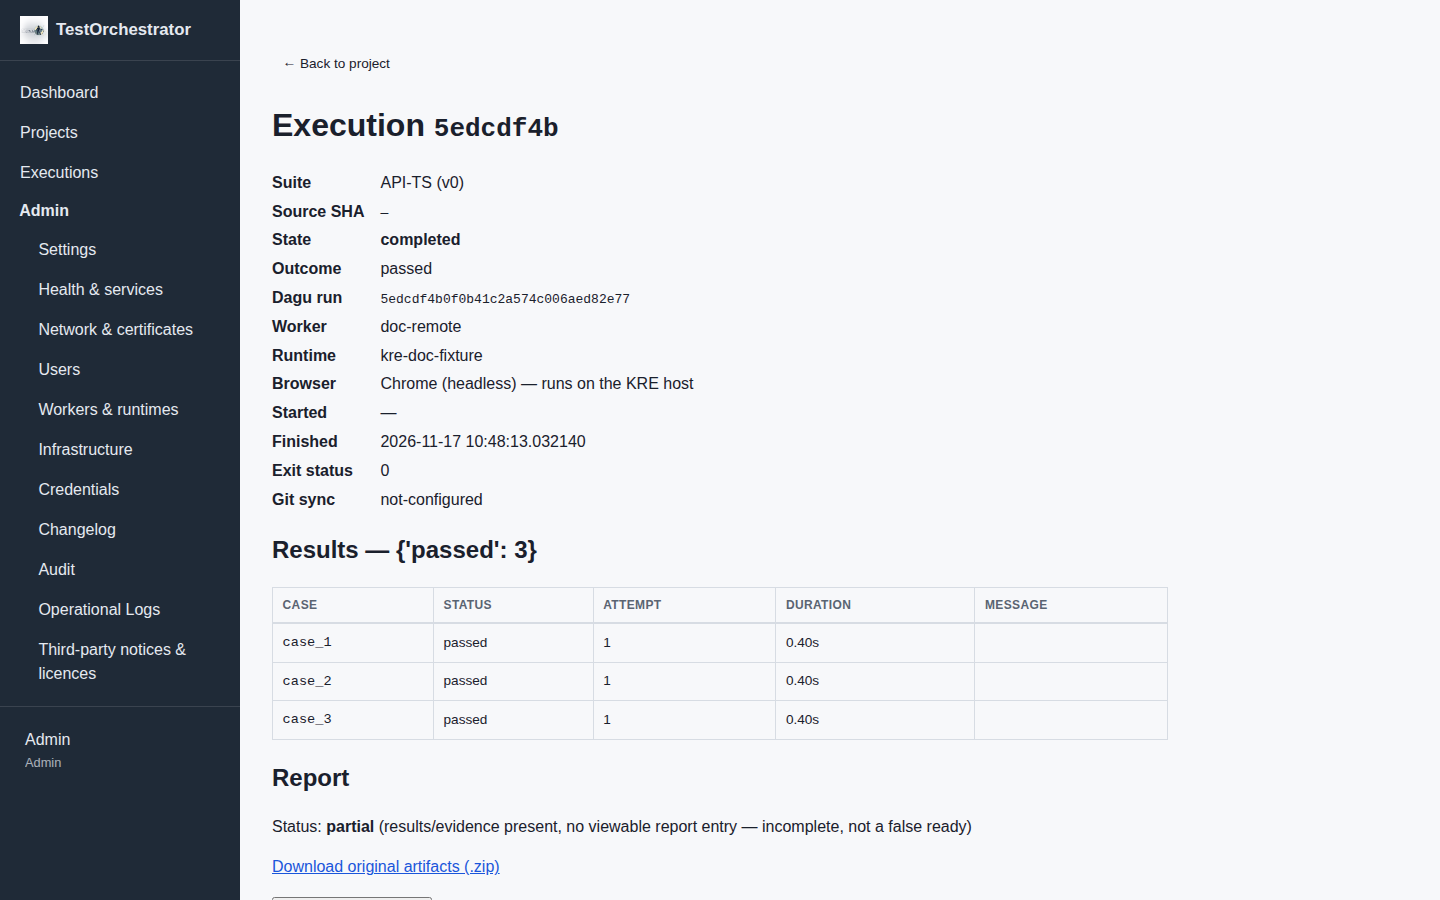 TestOrchestrator
Dashboard
Projects
Executions
Admin
Settings
Health & services
Network & certificates
Users
Workers & runtimes
Infrastructure
Credentials
Changelog
Audit
Operational Logs
Third-party notices &
licences
Admin
Admin
← Back to project
Execution 5edcdf4b
Suite API-TS (v0)
Source SHA –
State completed
Outcome passed
Dagu run 5edcdf4b0f0b41c2a574c006aed82e77
Worker doc-remote
Runtime kre-doc-fixture
Browser Chrome (headless) — runs on the KRE host
Started —
Finished 2026-11-17 10:48:13.032140
Exit status 0
Git sync not-configured
Results — {'passed': 3}
CASE STATUS ATTEMPT DURATION MESSAGE
case_1 passed 1 0.40s
case_2 passed 1 0.40s
case_3 passed 1 0.40s
Report
Status: partial (results/evidence present, no viewable report entry — incomplete, not a false ready)
Download original artifacts (.zip)